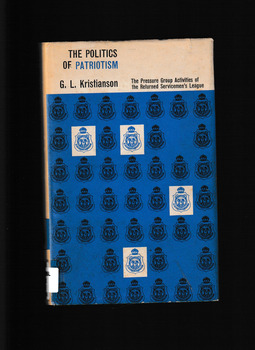 THE POLITICS
OF PATRIOTISM
G. L. Kristianson
The Pressure Group Activities of
the Returned Servicemen's League